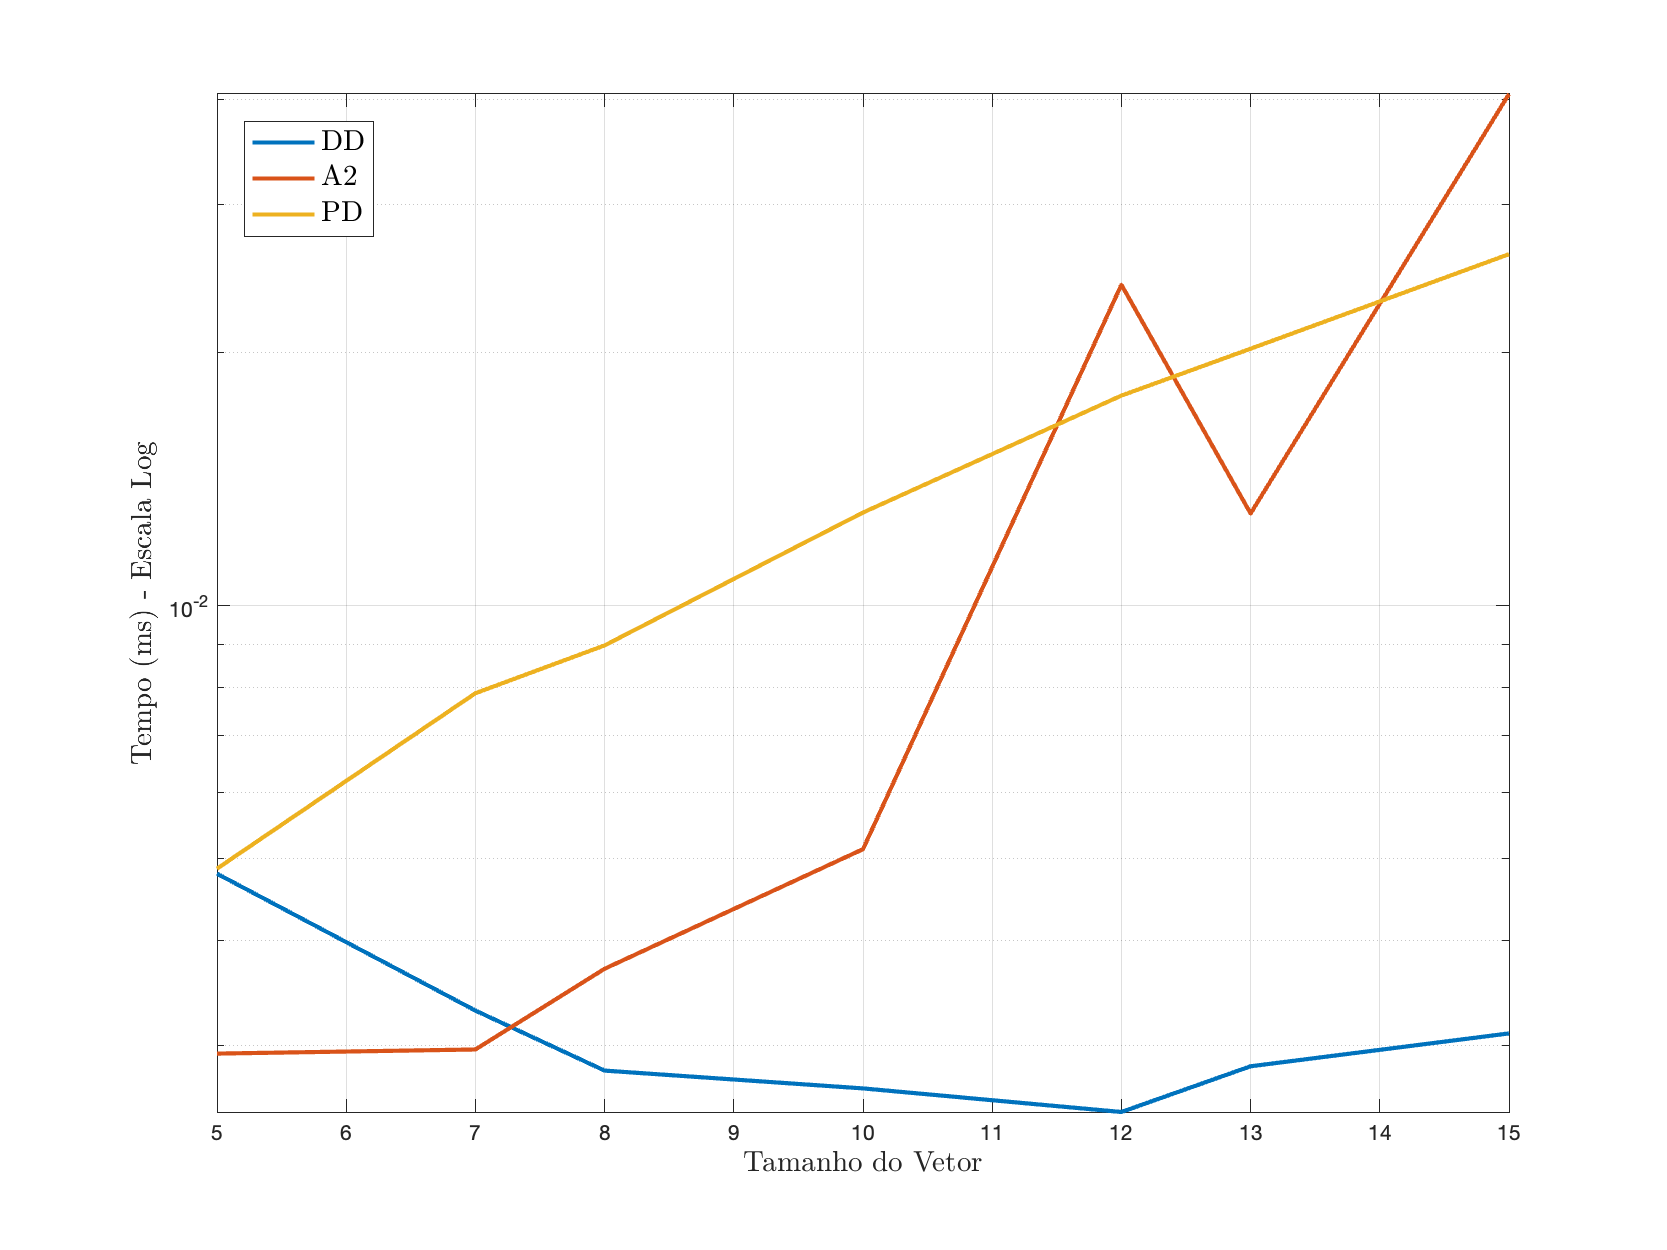 DD
A2
PD
Tempo (ms) - Escala Log
10-2
5 6 7 8 9 10 11 12 13 14 15
Tamanho do Vetor